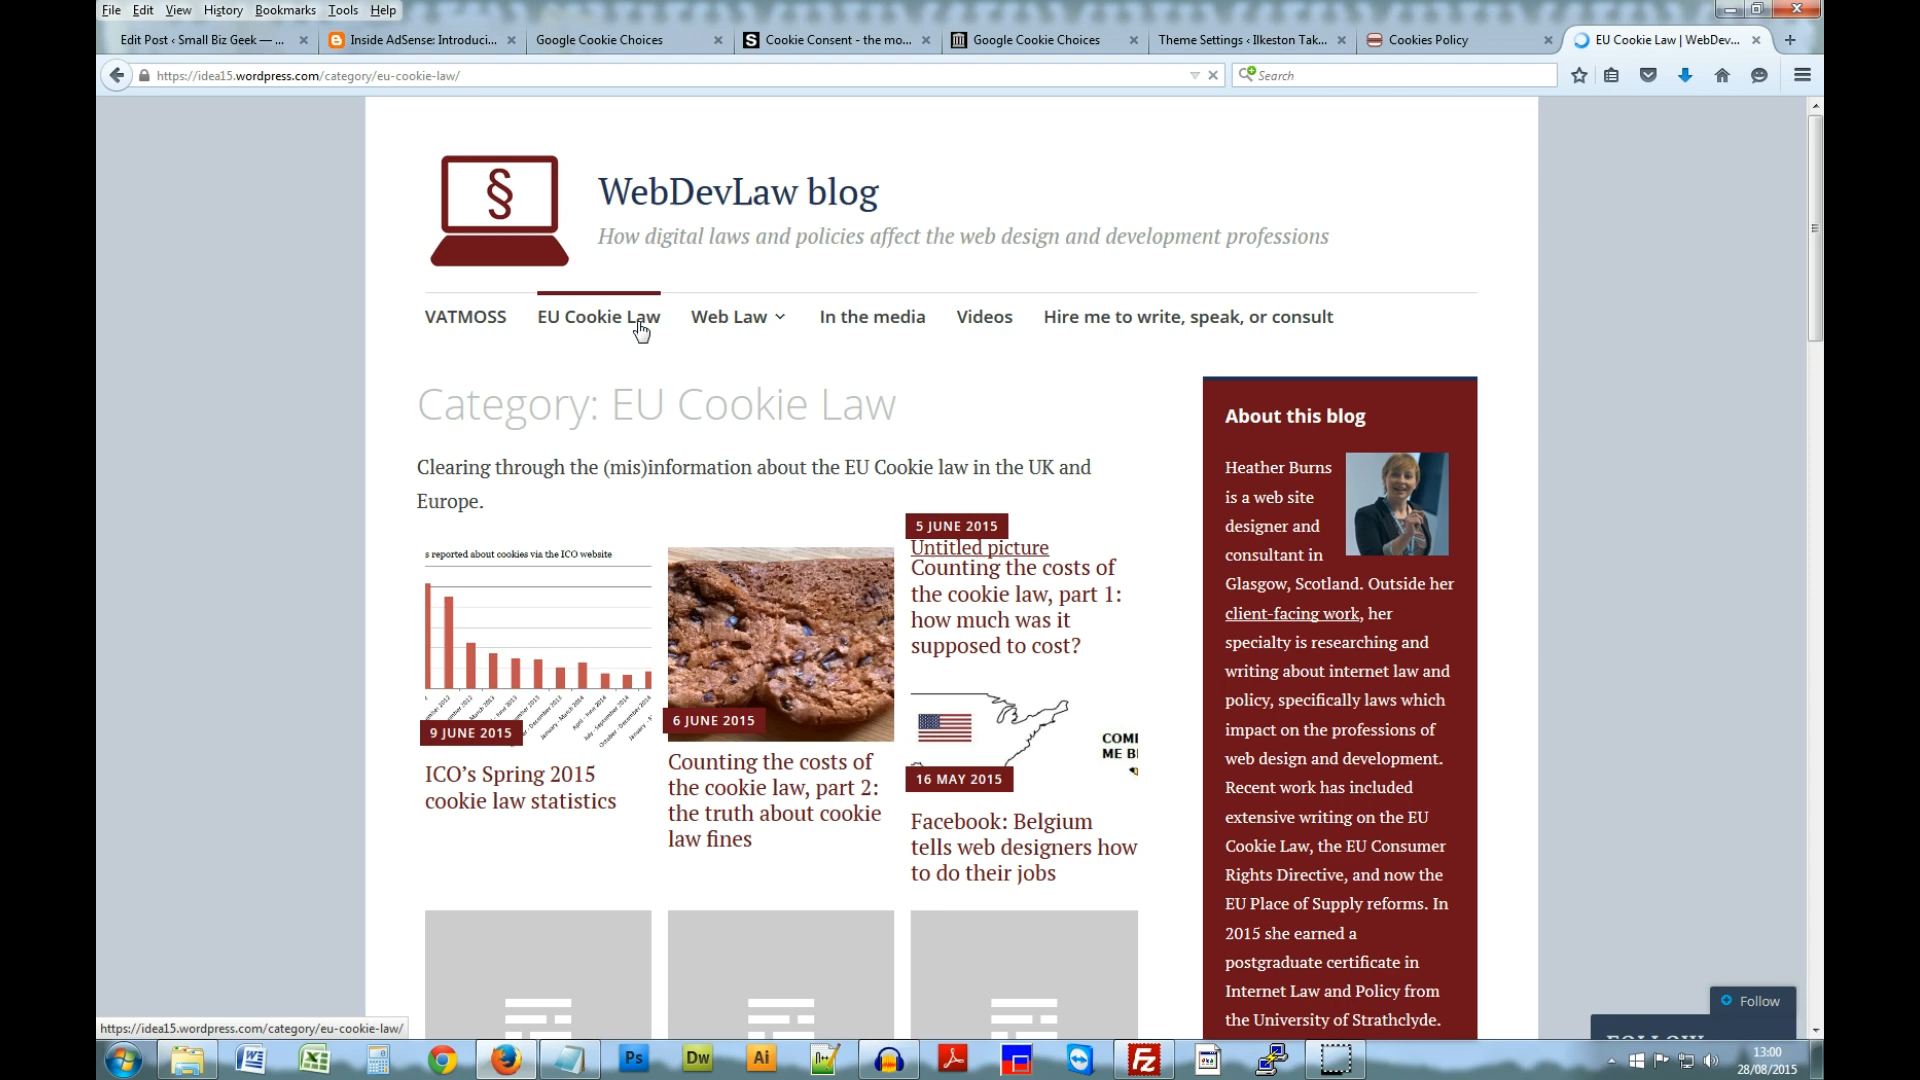 File Edit View History Bookmarks Tools Help
Edit Post ‹ Small Biz Geek — ...
Inside AdSense: Introduci...
Google Cookie Choices
Cookie Consent - the mo...
Google Cookie Choices
Theme Settings ‹ Ilkeston Tak...
Cookies Policy
EU Cookie Law | WebDev...
https://idea15.wordpress.com/category/eu-cookie-law/
Search
§
WebDevLaw blog
How digital laws and policies affect the web design and development professions
VATMOSS EU Cookie Law Web Law In the media Videos Hire me to write, speak, or consult
Category: EU Cookie Law
Clearing through the (mis)information about the EU Cookie law in the UK and
Europe.
s reported about cookies via the ICO website
9 JUNE 2015
ICO's Spring 2015
cookie law statistics
6 JUNE 2015
Counting the costs of
the cookie law, part 2:
the truth about cookie
law fines
5 JUNE 2015
Untitled picture
Counting the costs of
the cookie law, part 1:
how much was it
supposed to cost?
COM
ME B
16 MAY 2015
Facebook: Belgium
tells web designers how
to do their jobs
About this blog
Heather Burns
is a web site
designer and
consultant in
Glasgow, Scotland. Outside her
client-facing work, her
specialty is researching and
writing about internet law and
policy, specifically laws which
impact on the professions of
web design and development.
Recent work has included
extensive writing on the EU
Cookie Law, the EU Consumer
Rights Directive, and now the
EU Place of Supply reforms. In
2015 she earned a
postgraduate certificate in
Internet Law and Policy from
the University of Strathclyde.
Follow
https://idea15.wordpress.com/category/eu-cookie-law/
Ps
Dw
Ai
13:00
28/08/2015